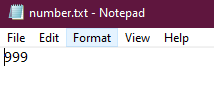 number.txt - Notepad
File Edit Format View Help
999